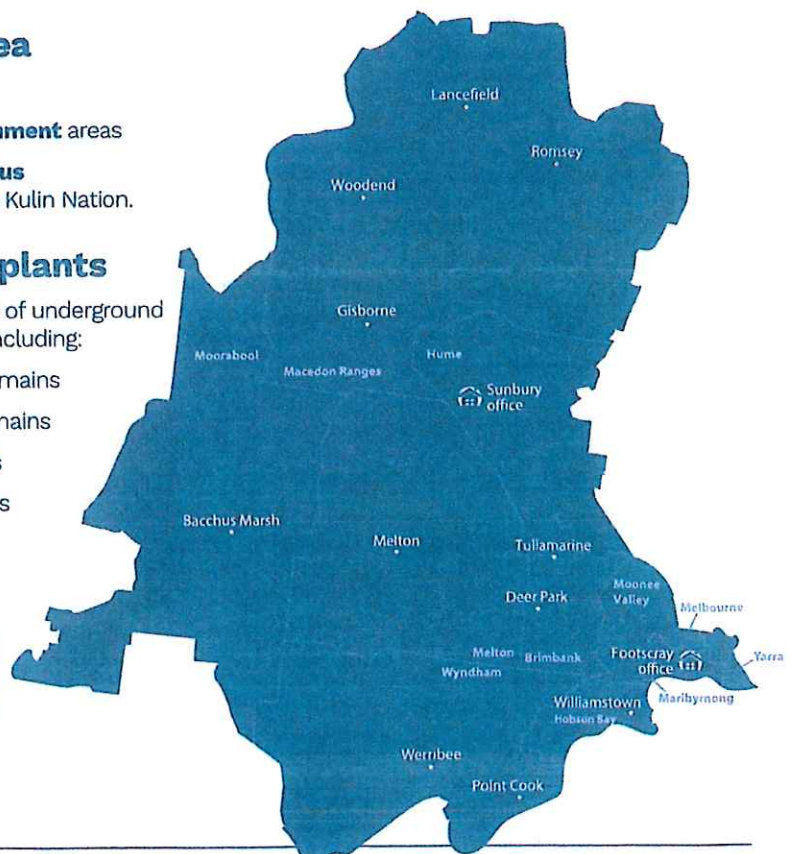 ea
nment areas
us
Kulin Nation.
plants
of underground
ncluding:
mains
nains
s
s
Lancefield
Romsey
Woodend
Gisborne
Moorabool
Macedon Ranges
Hume
Sunbury
office
Bacchus Marsh
Melton
Tullamarine
Deer Park
Moonee
Valley
Melbourne
Melton
Brimbank
Wyndham
Footscray
office
Yarra
Maribyrnong
Williamstown
Hobson Bay
Werribee
Point Cook